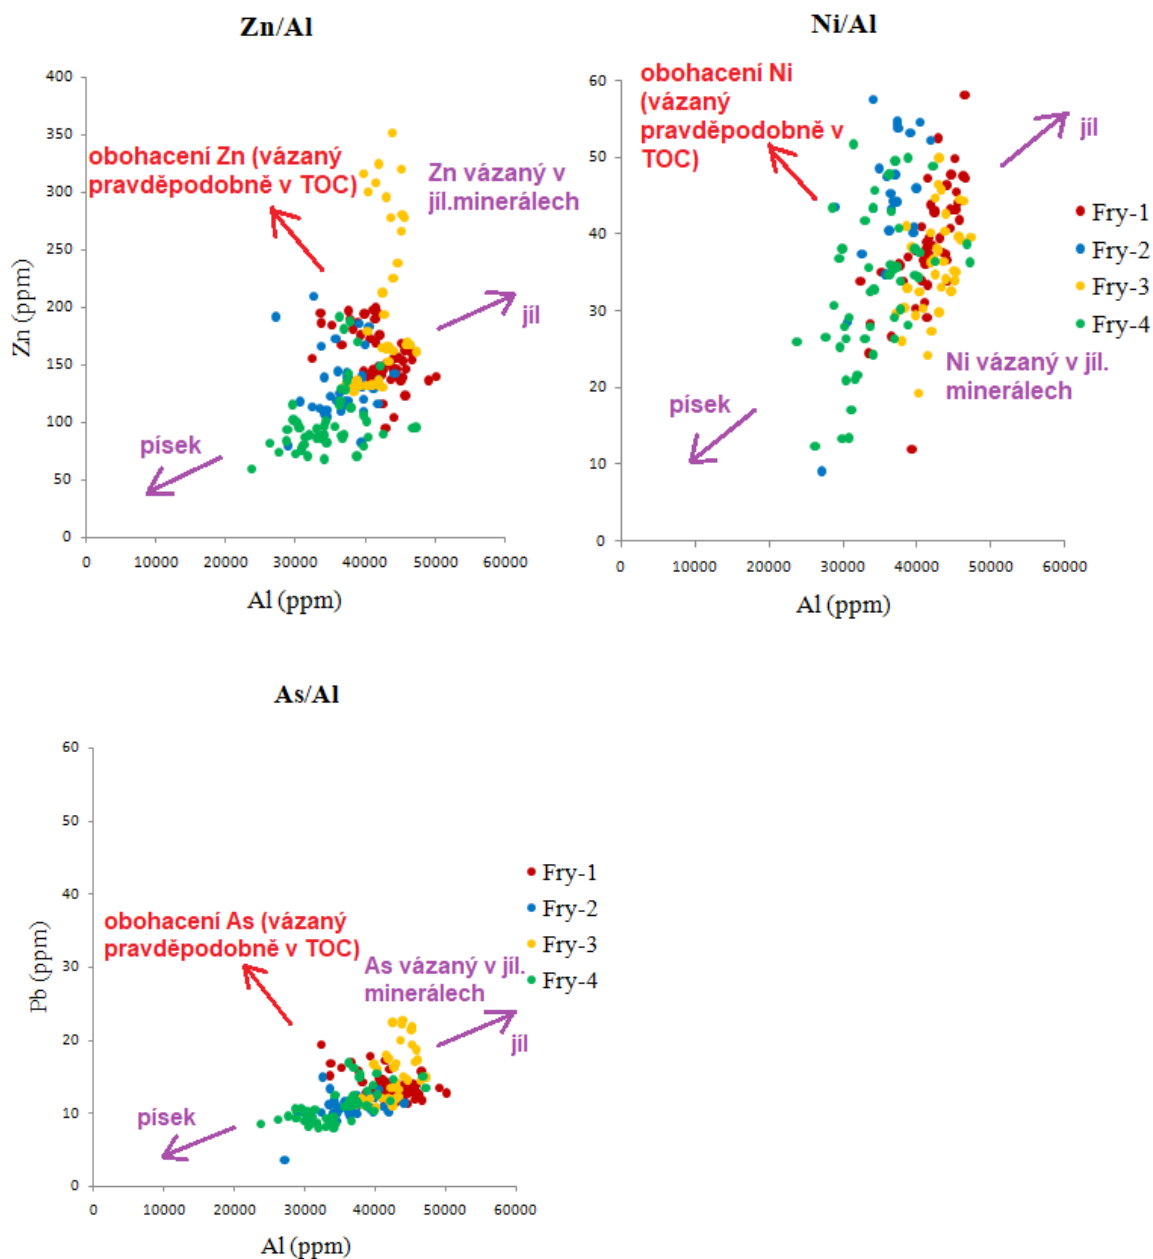 Zn/Al
400
350
300
250
200
150
100
50
0
Zn (ppm)
obohacení Zn (vázaný
pravděpodobně v TOC)
Zn vázaný v
jíl.minerálech
jíl
písek
0 10000 20000 30000 40000 50000 60000
Al (ppm)
Ni/Al
60
50
40
30
20
10
0
obohacení Ni
(vázaný
pravděpodobně v
TOC)
jíl
Fry-1
Fry-2
Fry-3
Fry-4
Ni vázaný v jíl.
minerálech
písek
0 10000 20000 30000 40000 50000 60000
Al (ppm)
As/Al
60
50
40
30
20
10
0
Pb (ppm)
obohacení As (vázaný
pravděpodobně v TOC)
As vázaný v jíl.
minerálech
jíl
písek
Fry-1
Fry-2
Fry-3
Fry-4
0 10000 20000 30000 40000 50000 60000
Al (ppm)